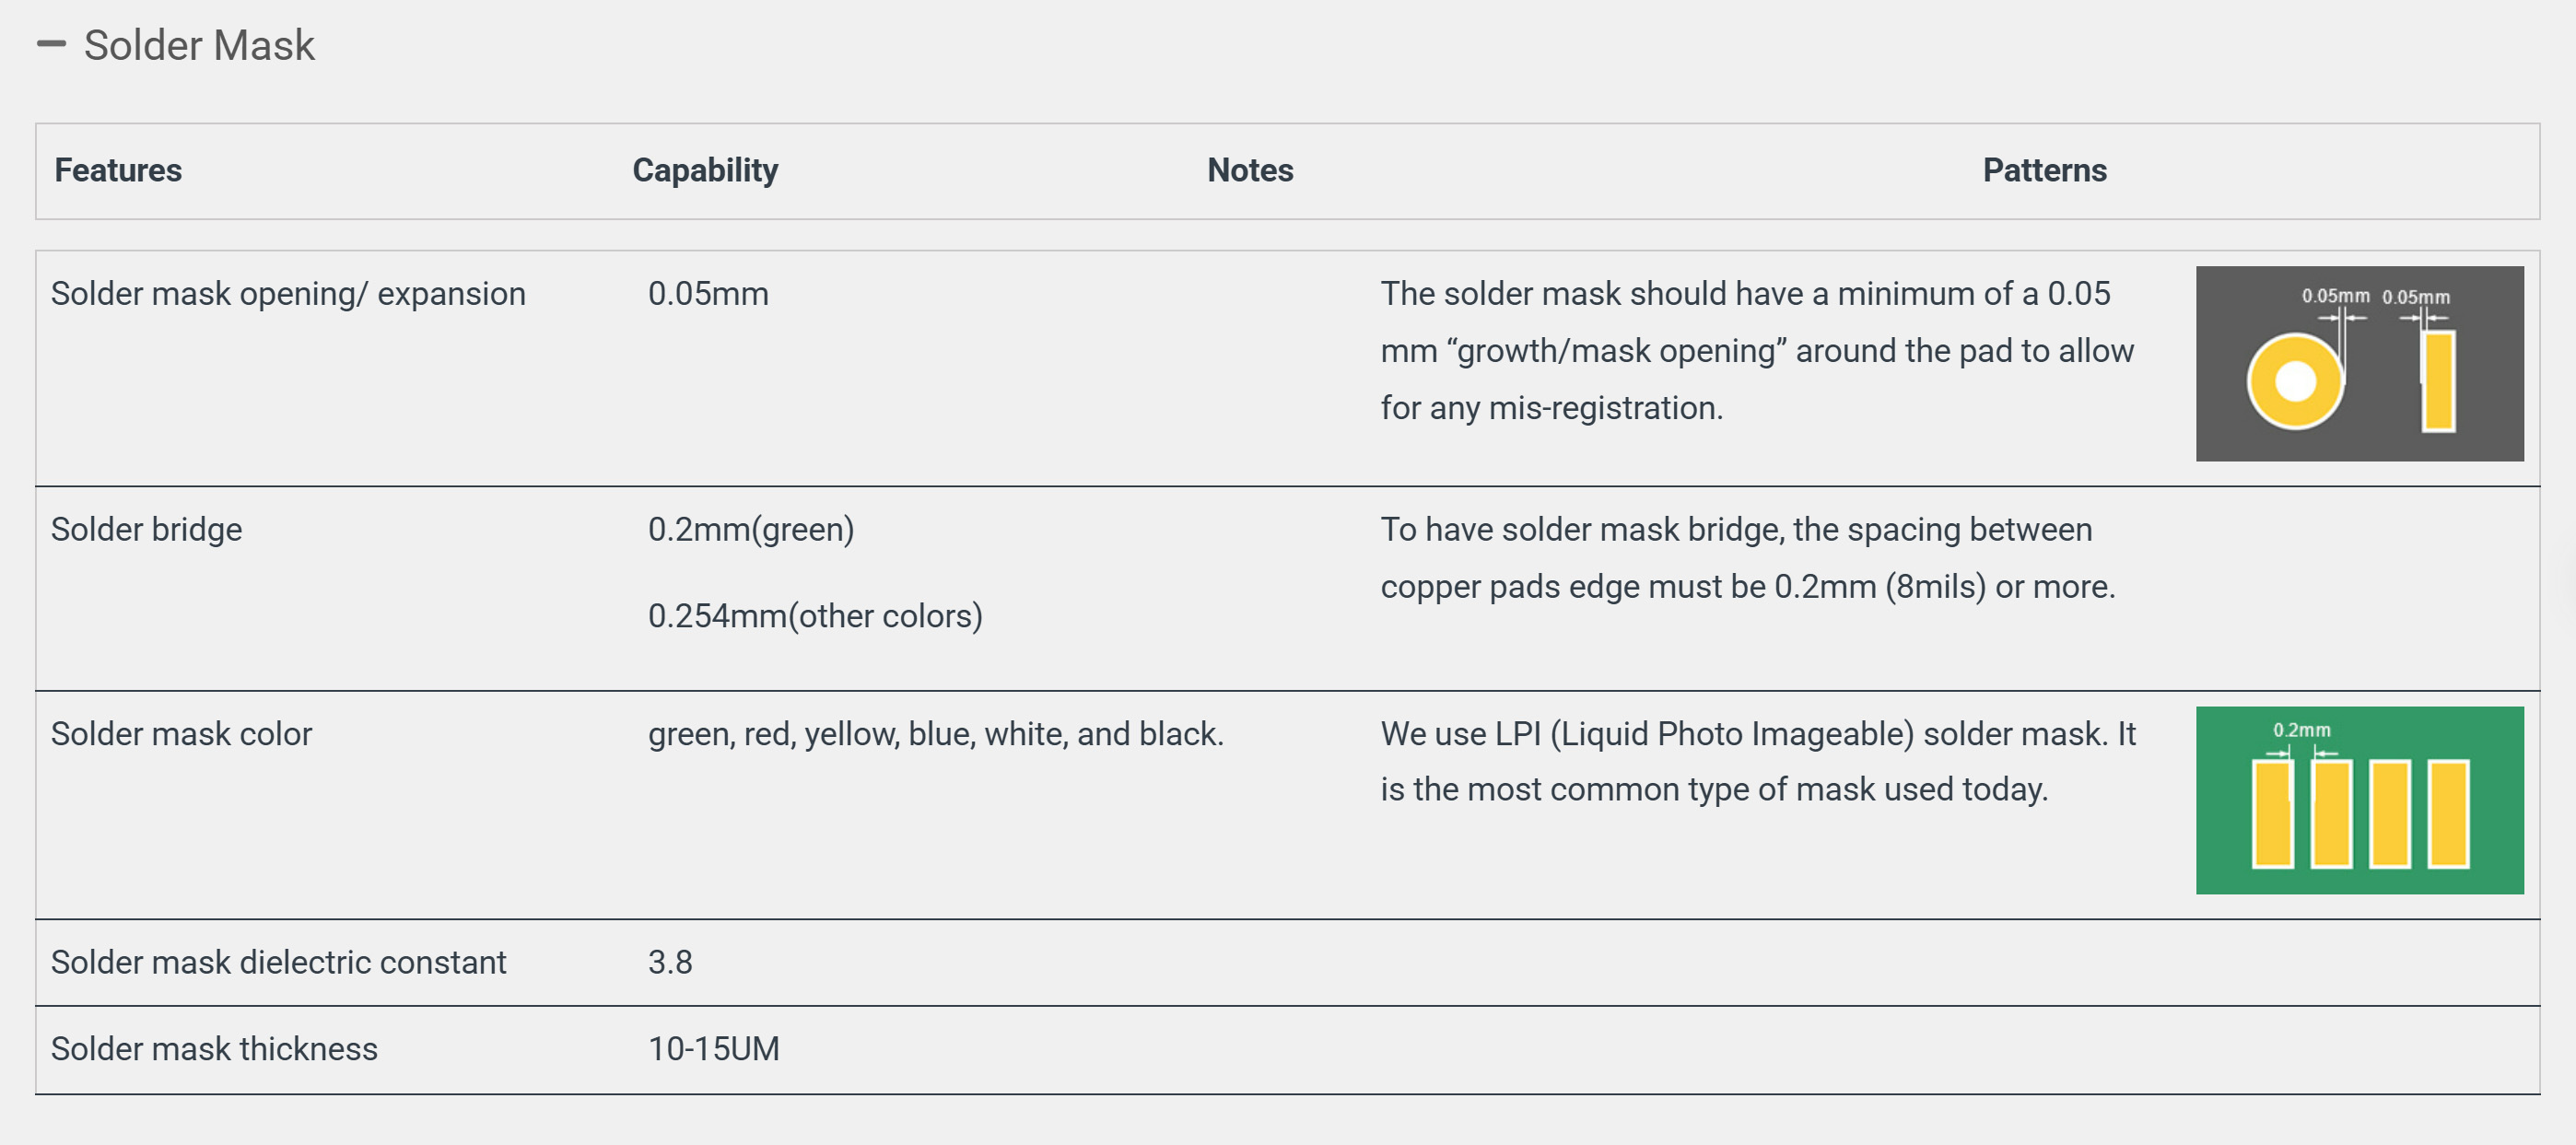 Solder Mask
Features Capability Notes Patterns
Solder mask opening/ expansion 0.05mm
The solder mask should have a minimum of a 0.05
mm “growth/mask opening” around the pad to allow
for any mis-registration.
0.05mm 0.05mm
Solder bridge
0.2mm(green)
0.254mm(other colors)
To have solder mask bridge, the spacing between
copper pads edge must be 0.2mm (8mils) or more.
Solder mask color
green, red, yellow, blue, white, and black.
We use LPI (Liquid Photo Imageable) solder mask. It
is the most common type of mask used today.
0.2mm
Solder mask dielectric constant 3.8
Solder mask thickness 10-15UM